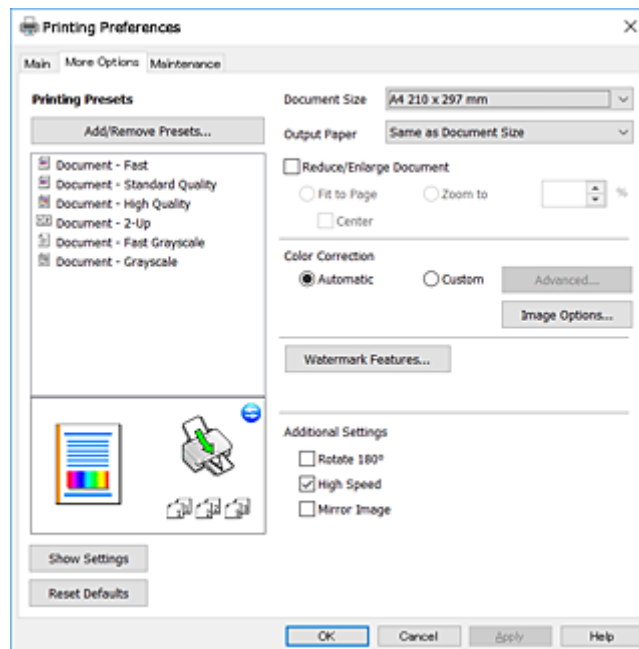 Printing Preferences
Main
More Options
Maintenance
Printing Presets
Add/Remove Presets...
Document - Fast
Document - Standard Quality
Document - High Quality
Document - 2-Up
Document - Fast Grayscale
Document - Grayscale
Show Settings
Reset Defaults
Document Size
A4 210 x 297 mm
Output Paper
Same as Document Size
Reduce/Enlarge Document
Fit to Page
Zoom to
%
Center
Color Correction
Automatic
Custom
Advanced...
Image Options...
Watermark Features...
Additional Settings
Rotate 180°
High Speed
Mirror Image
OK
Cancel
Apply
Help